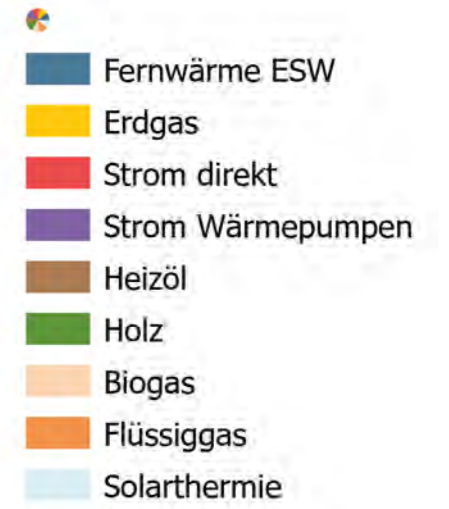 Fernwärme ESW
Erdgas
Strom direkt
Strom Wärmepumpen
Heizöl
Holz
Biogas
Flüssiggas
Solarthermie